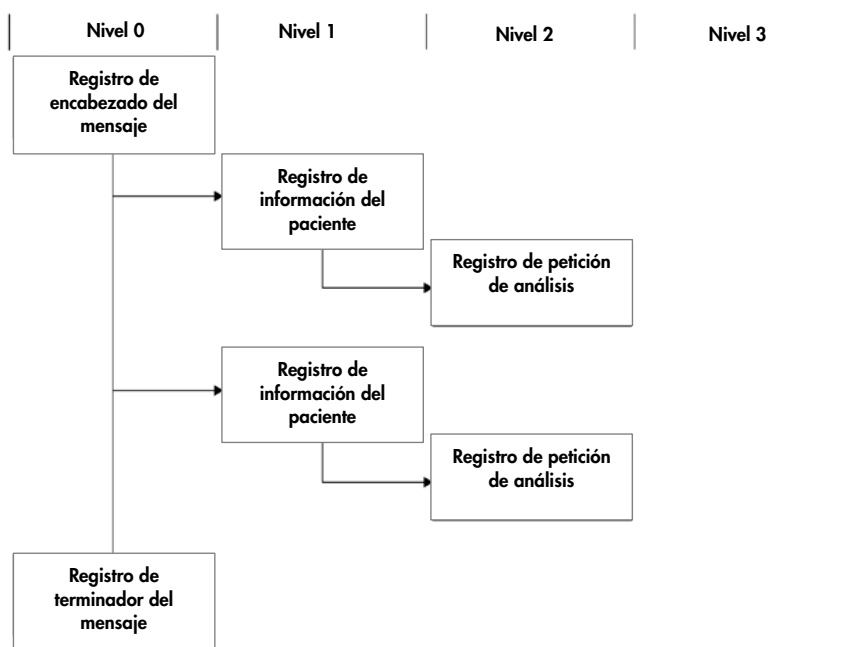 Nivel 0
Nivel 1
Nivel 2
Nivel 3
Registro de
encabezado del
mensaje
Registro de
información del
paciente
Registro de petición
de análisis
Registro de
información del
paciente
Registro de petición
de análisis
Registro de
terminador del
mensaje